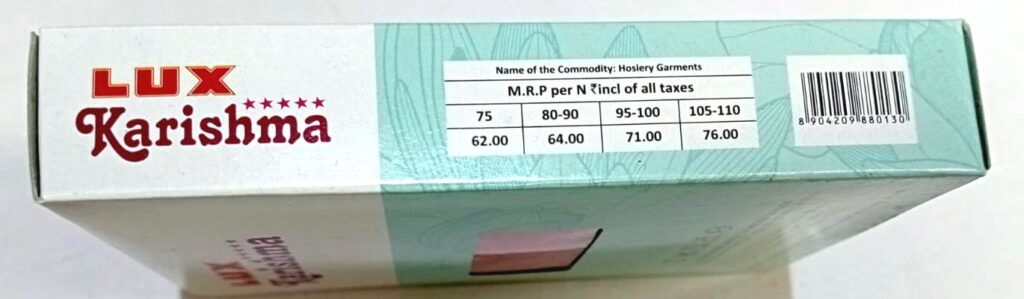 LUX
Karishma
Name of the Commodity: Hosiery Garments
M.R.P per N ₹incl of all taxes
75 80-90 95-100 105-110
62.00 64.00 71.00 76.00
8 904209 880130
LUX
Karishma